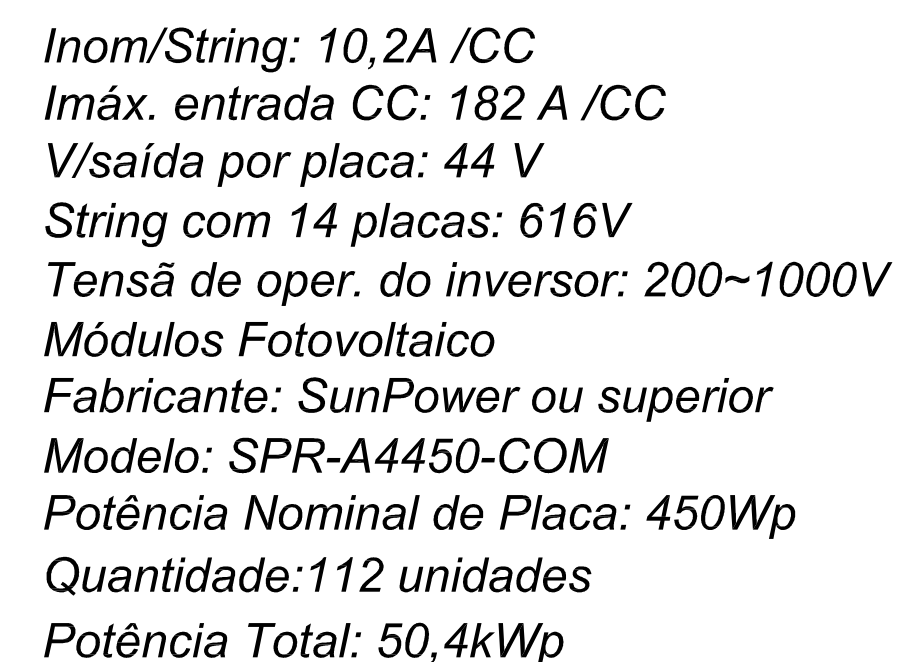 Inom/String: 10,2A /CC
Imáx. entrada CC: 182 A /CC
V/saída por placa: 44 V
String com 14 placas: 616V
Tensã de oper. do inversor: 200~1000V
Módulos Fotovoltaico
Fabricante: SunPower ou superior
Modelo: SPR-A4450-COM
Potência Nominal de Placa: 450Wp
Quantidade:112 unidades
Potência Total: 50,4kWp